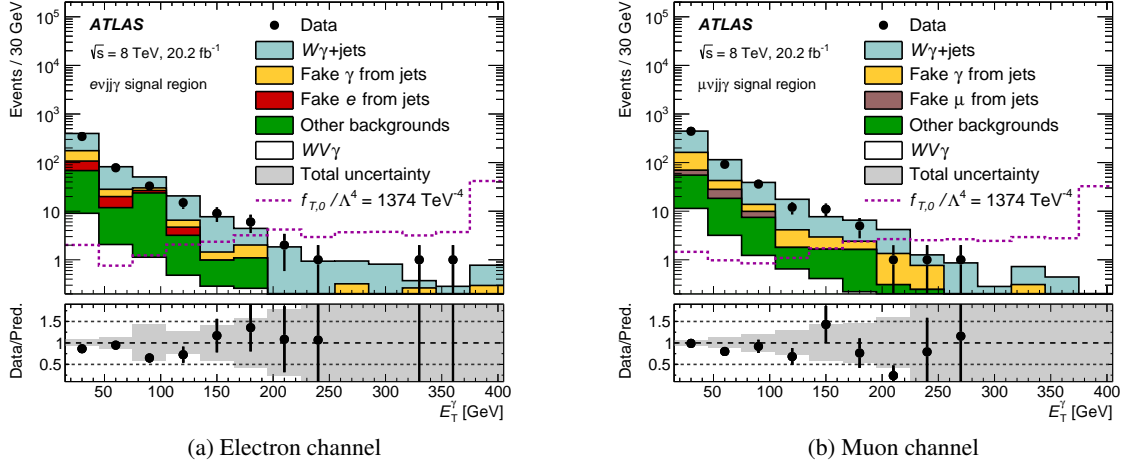 Events / 30 GeV
10⁵
10⁴
10³
10²
10
1
ATLAS
√s = 8 TeV, 20.2 fb⁻¹
eνjjγ signal region
Data
Wγ+jets
Fake γ from jets
Fake e from jets
Other backgrounds
WVγ
Total uncertainty
f_T,0 /Λ⁴ = 1374 TeV⁻⁴
Data/Pred.
1.5
1
0.5
50 100 150 200 250 300 350 400
E_T^γ [GeV]
(a) Electron channel
Events / 30 GeV
10⁵
10⁴
10³
10²
10
1
ATLAS
√s = 8 TeV, 20.2 fb⁻¹
μνjjγ signal region
Data
Wγ+jets
Fake γ from jets
Fake μ from jets
Other backgrounds
WVγ
Total uncertainty
f_T,0 /Λ⁴ = 1374 TeV⁻⁴
Data/Pred.
1.5
1
0.5
50 100 150 200 250 300 350 400
E_T^γ [GeV]
(b) Muon channel